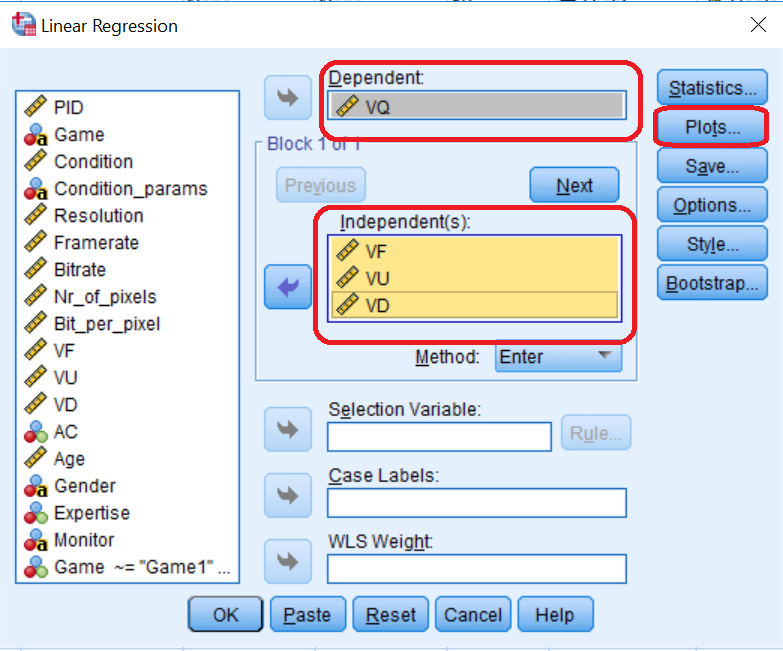 Linear Regression
PID
Game
Condition
Condition_params
Resolution
Framerate
Bitrate
Nr_of_pixels
Bit_per_pixel
VF
VU
VD
AC
Age
Gender
Expertise
Monitor
Game ~= "Game1" ...
Dependent:
VQ
Block 1 of 1
Previous
Next
Independent(s):
VF
VU
VD
Method: Enter
Selection Variable:
Rule...
Case Labels:
WLS Weight:
Statistics...
Plots...
Save...
Options...
Style...
Bootstrap...
OK Paste Reset Cancel Help